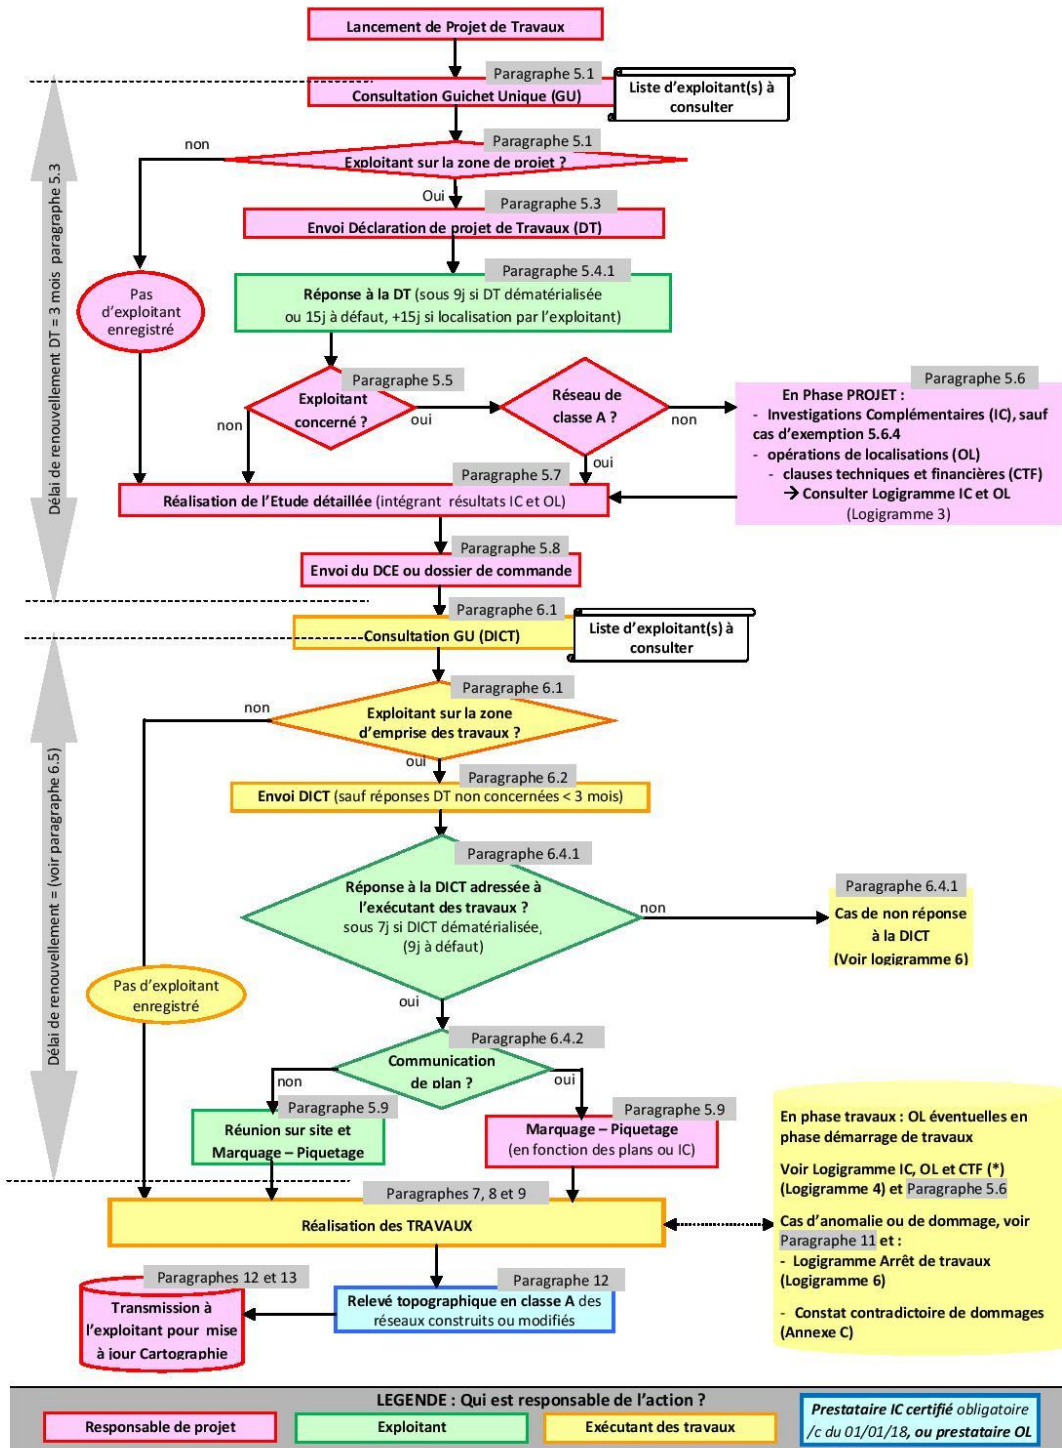 Lancement de Projet de Travaux
Paragraphe 5.1
Consultation Guichet Unique (GU)
Liste d'exploitant(s) à
consulter
Paragraphe 5.1
non
Exploitant sur la zone de projet ?
Oui
Paragraphe 5.3
Envoi Déclaration de projet de Travaux (DT)
Délai de renouvellement DT = 3 mois paragraphe 5.3
Paragraphe 5.4.1
Réponse à la DT (sous 9j si DT dématérialisée
ou 15j à défaut, +15j si localisation par l'exploitant)
Pas
d'exploitant
enregistré
Paragraphe 5.5
Exploitant
concerné ?
oui
non
Réseau de
classe A ?
non
oui
Paragraphe 5.6
En Phase PROJET :
- Investigations Complémentaires (IC), sauf
cas d'exemption 5.6.4
- opérations de localisations (OL)
- clauses techniques et financières (CTF)
→ Consulter Logigramme IC et OL
(Logigramme 3)
Paragraphe 5.7
Réalisation de l'Etude détaillée (intégrant résultats IC et OL)
Paragraphe 5.8
Envoi du DCE ou dossier de commande
Paragraphe 6.1
Consultation GU (DICT)
Liste d'exploitant(s) à
consulter
Paragraphe 6.1
non
Exploitant sur la zone
d'emprise des travaux ?
oui
Paragraphe 6.2
Envoi DICT (sauf réponses DT non concernées < 3 mois)
Délai de renouvellement = (voir paragraphe 6.5)
Paragraphe 6.4.1
Réponse à la DICT adressée à
l'exécutant des travaux ?
sous 7j si DICT dématérialisée,
(9j à défaut)
non
oui
Paragraphe 6.4.1
Cas de non réponse
à la DICT
(Voir logigramme 6)
Pas d'exploitant
enregistré
Paragraphe 6.4.2
Communication
de plan ?
non
oui
Paragraphe 5.9
Réunion sur site et
Marquage – Piquetage
Paragraphe 5.9
Marquage – Piquetage
(en fonction des plans ou IC)
Paragraphes 7, 8 et 9
Réalisation des TRAVAUX
En phase travaux : OL éventuelles en
phase démarrage de travaux
Voir Logigramme IC, OL et CTF (*)
(Logigramme 4) et Paragraphe 5.6
Cas d'anomalie ou de dommage, voir
Paragraphe 11 et :
- Logigramme Arrêt de travaux
(Logigramme 6)
- Constat contradictoire de dommages
(Annexe C)
Paragraphe 12
Relevé topographique en classe A des
réseaux construits ou modifiés
Paragraphes 12 et 13
Transmission à
l'exploitant pour mise
à jour Cartographie
LEGENDE : Qui est responsable de l'action ?
Responsable de projet
Exploitant
Exécutant des travaux
Prestataire IC certifié obligatoire
/c du 01/01/18, ou prestataire OL